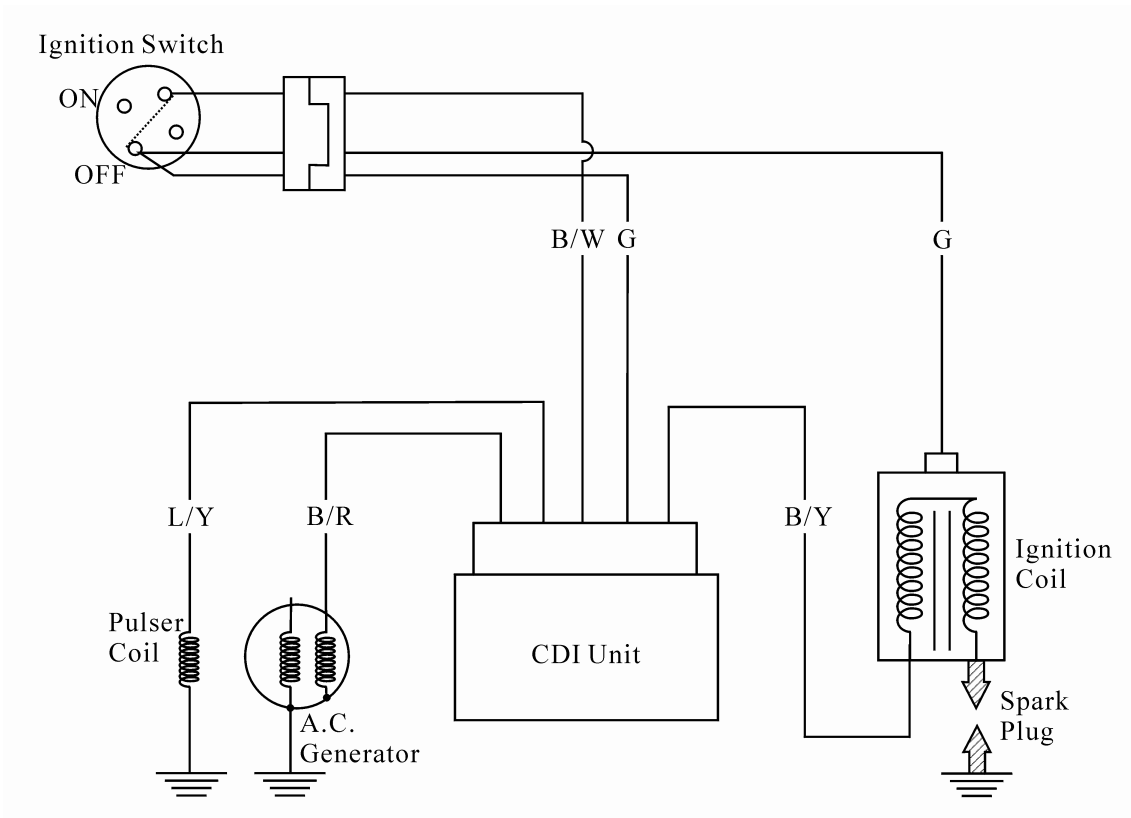 Ignition Switch
ON
OFF
B/W
G
G
L/Y
B/R
B/Y
Ignition
Coil
Pulser
Coil
CDI Unit
A.C.
Generator
Spark
Plug